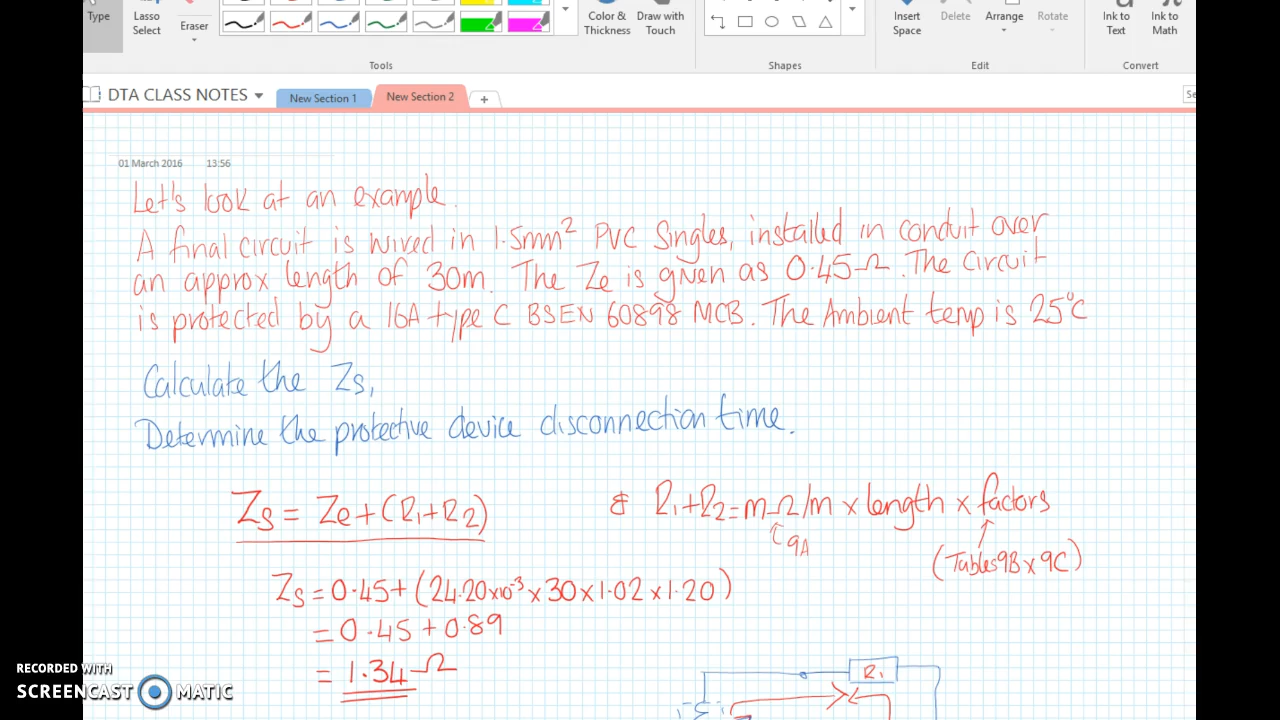 Type
Lasso
Select
Eraser
Color &
Thickness
Draw with
Touch
Insert
Space
Delete
Arrange
Rotate
Ink to
Text
Ink to
Math
Tools
Shapes
Edit
Convert
DTA CLASS NOTES
New Section 1
New Section 2
+
Se
01 March 2016 13:56
Let's look at an example.
A final circuit is wired in 1.5mm² PVC Singles, installed in conduit over
an approx length of 30m. The Ze is given as 0.45Ω. The Circuit
is protected by a 16A type C BSEN 60898 MCB. The Ambient temp is 25°C
Calculate the Zs,
Determine the protective device disconnection time.
Zs = Ze + (R1+R2)
& R1+R2 = mΩ/m × length × factors
9A
(Tables 9B × 9C)
Zs = 0.45 + (24.20×10⁻³ × 30 × 1.02 × 1.20)
= 0.45 + 0.89
= 1.34 Ω
R1
RECORDED WITH
SCREENCAST MATIC